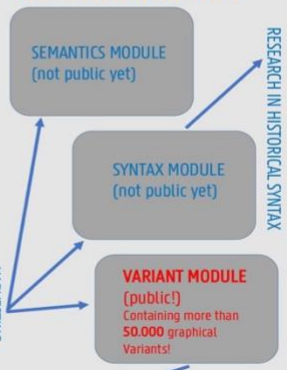 SEMANTICS MODULE
(not public yet)
RESEARCH IN HISTORICAL SYNTAX
SYNTAX MODULE
(not public yet)
VARIANT MODULE
(public!)
Containing more than
50.000 graphical
Variants!